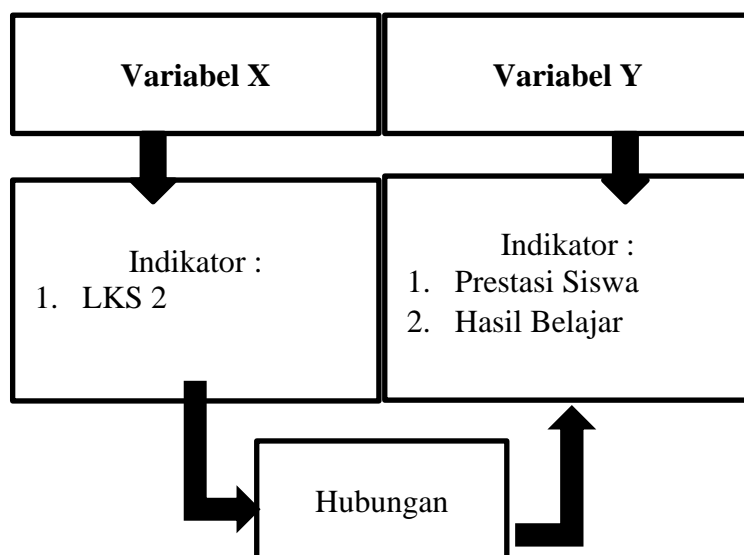 Variabel X
Variabel Y
Indikator :
1. LKS 2
Indikator :
1. Prestasi Siswa
2. Hasil Belajar
Hubungan